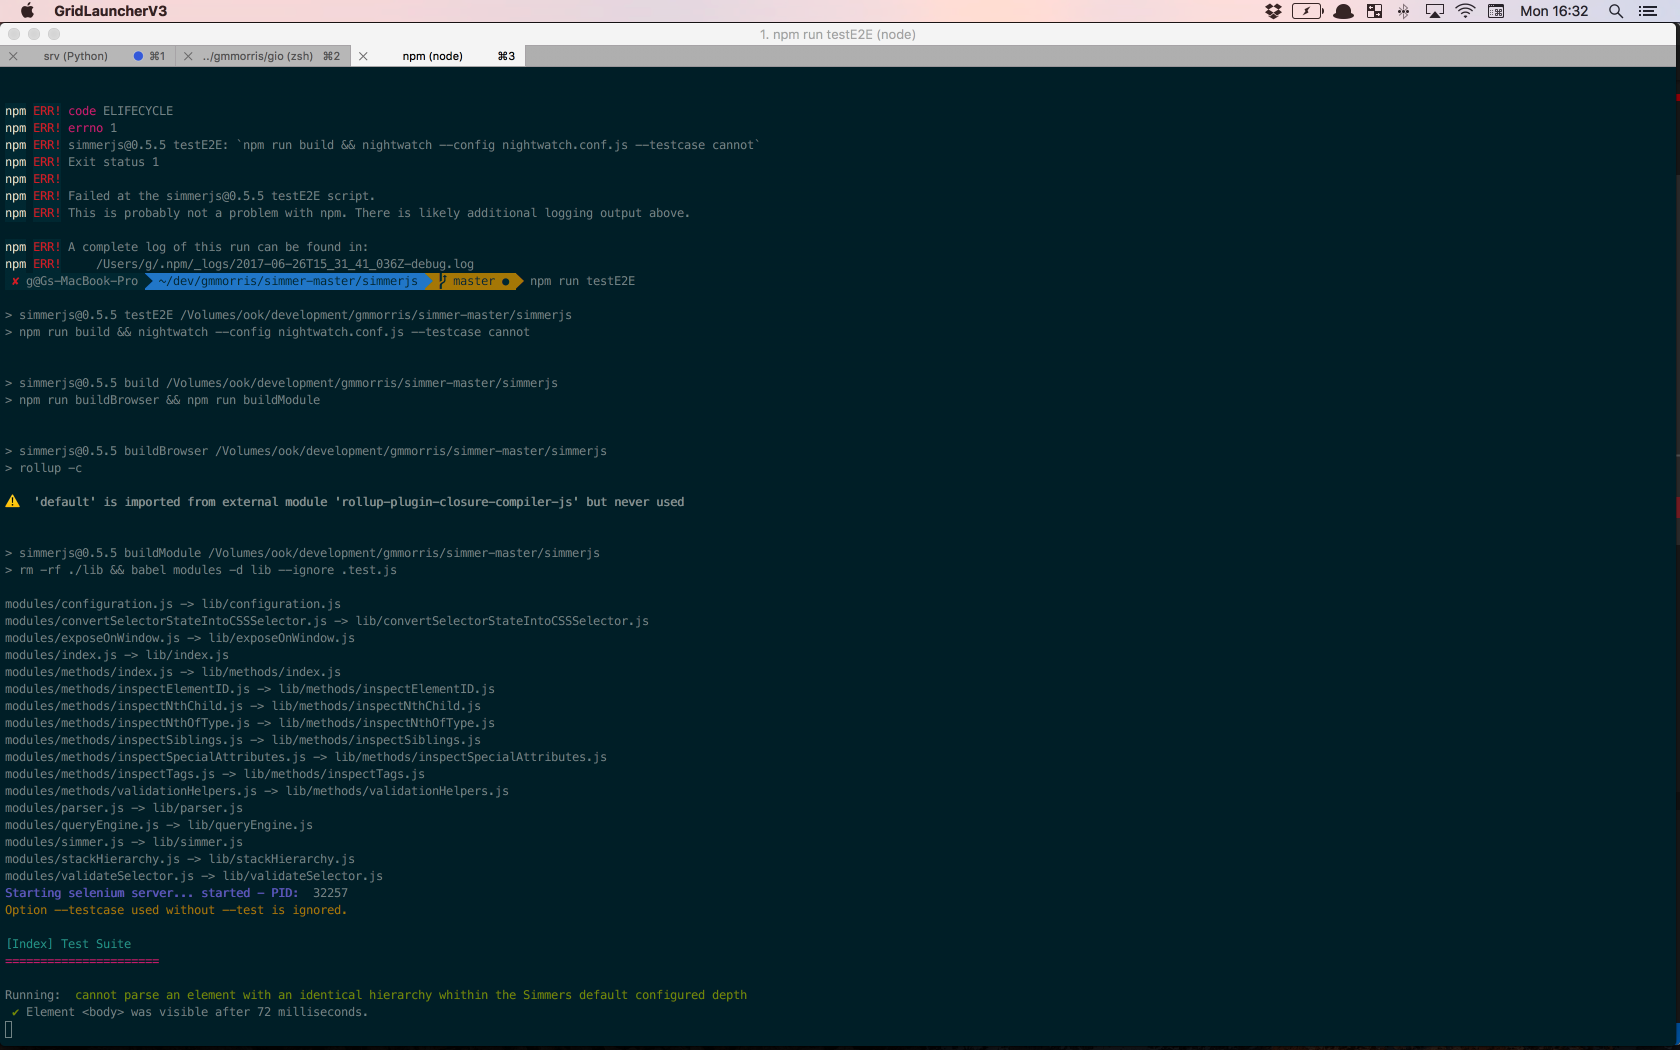 GridLauncherV3 Mon 16:32
1. npm run testE2E (node)
srv (Python) ⌘1 ../gmmorris/gio (zsh) ⌘2 npm (node) ⌘3
npm ERR! code ELIFECYCLE
npm ERR! errno 1
npm ERR! simmerjs@0.5.5 testE2E: `npm run build && nightwatch --config nightwatch.conf.js --testcase cannot`
npm ERR! Exit status 1
npm ERR!
npm ERR! Failed at the simmerjs@0.5.5 testE2E script.
npm ERR! This is probably not a problem with npm. There is likely additional logging output above.
npm ERR! A complete log of this run can be found in:
npm ERR!     /Users/g/.npm/_logs/2017-06-26T15_31_41_036Z-debug.log
✘ g@Gs-MacBook-Pro ~/dev/gmmorris/simmer-master/simmerjs master ● npm run testE2E
> simmerjs@0.5.5 testE2E /Volumes/ook/development/gmmorris/simmer-master/simmerjs
> npm run build && nightwatch --config nightwatch.conf.js --testcase cannot
> simmerjs@0.5.5 build /Volumes/ook/development/gmmorris/simmer-master/simmerjs
> npm run buildBrowser && npm run buildModule
> simmerjs@0.5.5 buildBrowser /Volumes/ook/development/gmmorris/simmer-master/simmerjs
> rollup -c
⚠ 'default' is imported from external module 'rollup-plugin-closure-compiler-js' but never used
> simmerjs@0.5.5 buildModule /Volumes/ook/development/gmmorris/simmer-master/simmerjs
> rm -rf ./lib && babel modules -d lib --ignore .test.js
modules/configuration.js -> lib/configuration.js
modules/convertSelectorStateIntoCSSSelector.js -> lib/convertSelectorStateIntoCSSSelector.js
modules/exposeOnWindow.js -> lib/exposeOnWindow.js
modules/index.js -> lib/index.js
modules/methods/index.js -> lib/methods/index.js
modules/methods/inspectElementID.js -> lib/methods/inspectElementID.js
modules/methods/inspectNthChild.js -> lib/methods/inspectNthChild.js
modules/methods/inspectNthOfType.js -> lib/methods/inspectNthOfType.js
modules/methods/inspectSiblings.js -> lib/methods/inspectSiblings.js
modules/methods/inspectSpecialAttributes.js -> lib/methods/inspectSpecialAttributes.js
modules/methods/inspectTags.js -> lib/methods/inspectTags.js
modules/methods/validationHelpers.js -> lib/methods/validationHelpers.js
modules/parser.js -> lib/parser.js
modules/queryEngine.js -> lib/queryEngine.js
modules/simmer.js -> lib/simmer.js
modules/stackHierarchy.js -> lib/stackHierarchy.js
modules/validateSelector.js -> lib/validateSelector.js
Starting selenium server... started - PID:  32257
Option --testcase used without --test is ignored.
[Index] Test Suite
======================
Running:  cannot parse an element with an identical hierarchy whithin the Simmers default configured depth
✔ Element <body> was visible after 72 milliseconds.